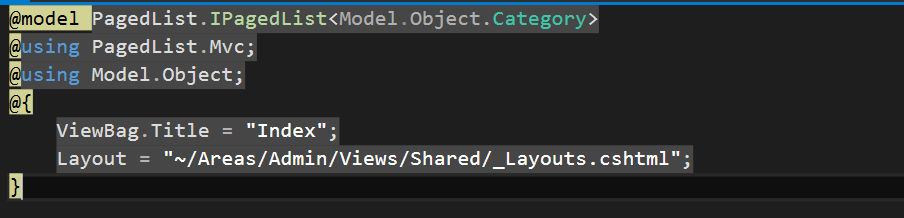 @model PagedList.IPagedList<Model.Object.Category>
@using PagedList.Mvc;
@using Model.Object;
@{
    ViewBag.Title = "Index";
    Layout = "~/Areas/Admin/Views/Shared/_Layouts.cshtml";
}